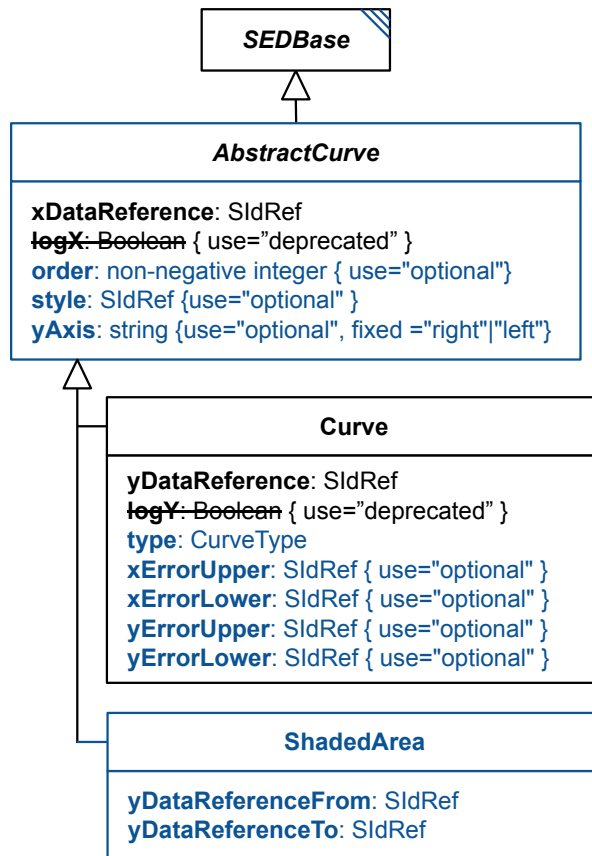 SEDBase
AbstractCurve
xDataReference: SIdRef
logX: Boolean { use=”deprecated” }
order: non-negative integer { use="optional"}
style: SIdRef {use="optional" }
yAxis: string {use="optional", fixed ="right"|"left"}
Curve
yDataReference: SIdRef
logY: Boolean { use=”deprecated” }
type: CurveType
xErrorUpper: SIdRef { use="optional" }
xErrorLower: SIdRef { use="optional" }
yErrorUpper: SIdRef { use="optional" }
yErrorLower: SIdRef { use="optional" }
ShadedArea
yDataReferenceFrom: SIdRef
yDataReferenceTo: SIdRef